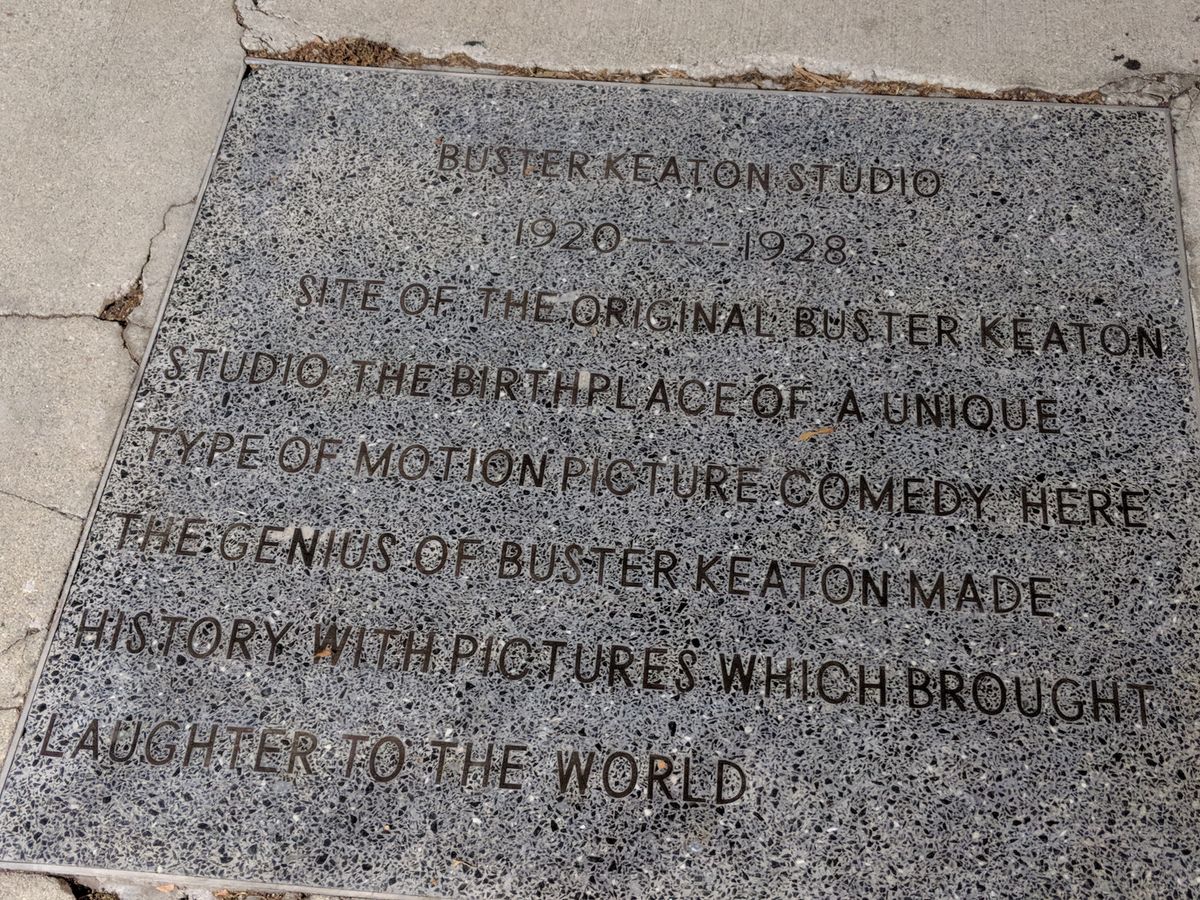 BUSTER KEATON STUDIO
1920----1928
SITE OF THE ORIGINAL BUSTER KEATON
STUDIO THE BIRTHPLACE OF A UNIQUE
TYPE OF MOTION PICTURE COMEDY HERE
THE GENIUS OF BUSTER KEATON MADE
HISTORY WITH PICTURES WHICH BROUGHT
LAUGHTER TO THE WORLD